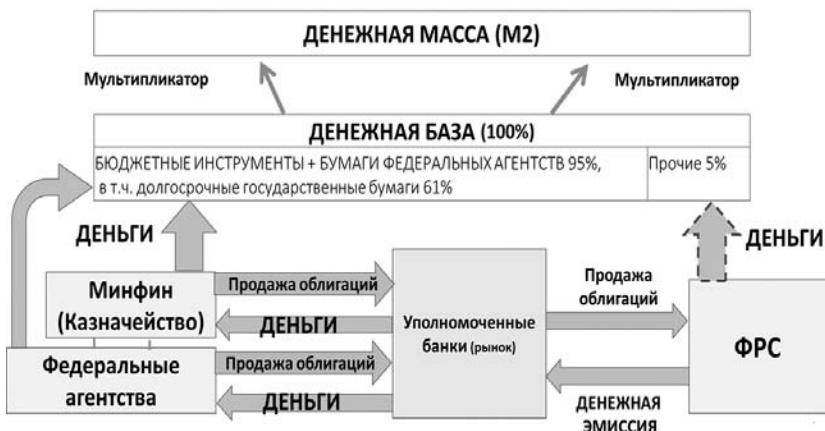 ДЕНЕЖНАЯ МАССА (М2)
Мультипликатор
Мультипликатор
ДЕНЕЖНАЯ БАЗА (100%)
БЮДЖЕТНЫЕ ИНСТРУМЕНТЫ + БУМАГИ ФЕДЕРАЛЬНЫХ АГЕНТСТВ 95%,
в т.ч. долгосрочные государственные бумаги 61%
Прочие 5%
ДЕНЬГИ
ДЕНЬГИ
Минфин
(Казначейство)
Продажа облигаций
ДЕНЬГИ
Федеральные
агентства
Продажа облигаций
ДЕНЬГИ
Уполномоченные
банки (рынок)
Продажа
облигаций
ДЕНЕЖНАЯ
ЭМИССИЯ
ФРС